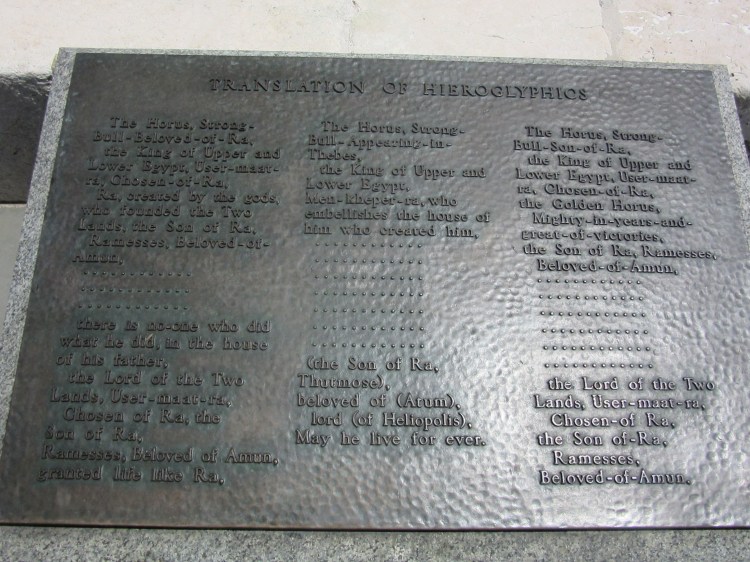 TRANSLATION OF HIEROGLYPHICS
The Horus, Strong-
Bull-Beloved-of-Ra,
the King of Upper and
Lower Egypt, User-maat-
ra, Chosen-of-Ra,
Ra, created by the gods,
who founded the Two
Lands, the Son of Ra,
Ramesses, Beloved-of-
Amun,
. . . . . . . . . . . .
. . . . . . . . . . . .
. . . . . . . . . . . .
there is no-one who did
what he did, in the house
of his father,
the Lord of the Two
Lands, User-maat-ra,
Chosen of Ra, the
Son of Ra,
Ramesses, Beloved of Amun,
granted life like Ra,
The Horus, Strong-
Bull-Appearing-in-
Thebes,
the King of Upper and
Lower Egypt,
Men-kheper-ra, who
embellishes the house of
him who created him,
. . . . . . . . . . . .
. . . . . . . . . . . .
. . . . . . . . . . . .
. . . . . . . . . . . .
. . . . . . . . . . . .
. . . . . . . . . . . .
. . . . . . . . . . . .
(the Son of Ra,
Thutmose),
beloved of (Atum),
lord (of Heliopolis),
May he live for ever.
The Horus, Strong-
Bull-Son-of-Ra,
the King of Upper and
Lower Egypt, User-maat-
ra, Chosen-of-Ra,
the Golden Horus,
Mighty-in-years-and-
great-of-victories,
the Son of Ra, Ramesses,
Beloved-of-Amun,
. . . . . . . . . . . .
. . . . . . . . . . . .
. . . . . . . . . . . .
. . . . . . . . . . . .
. . . . . . . . . . . .
. . . . . . . . . . . .
the Lord of the Two
Lands, User-maat-ra,
Chosen-of Ra,
the Son of-Ra,
Ramesses,
Beloved-of-Amun.